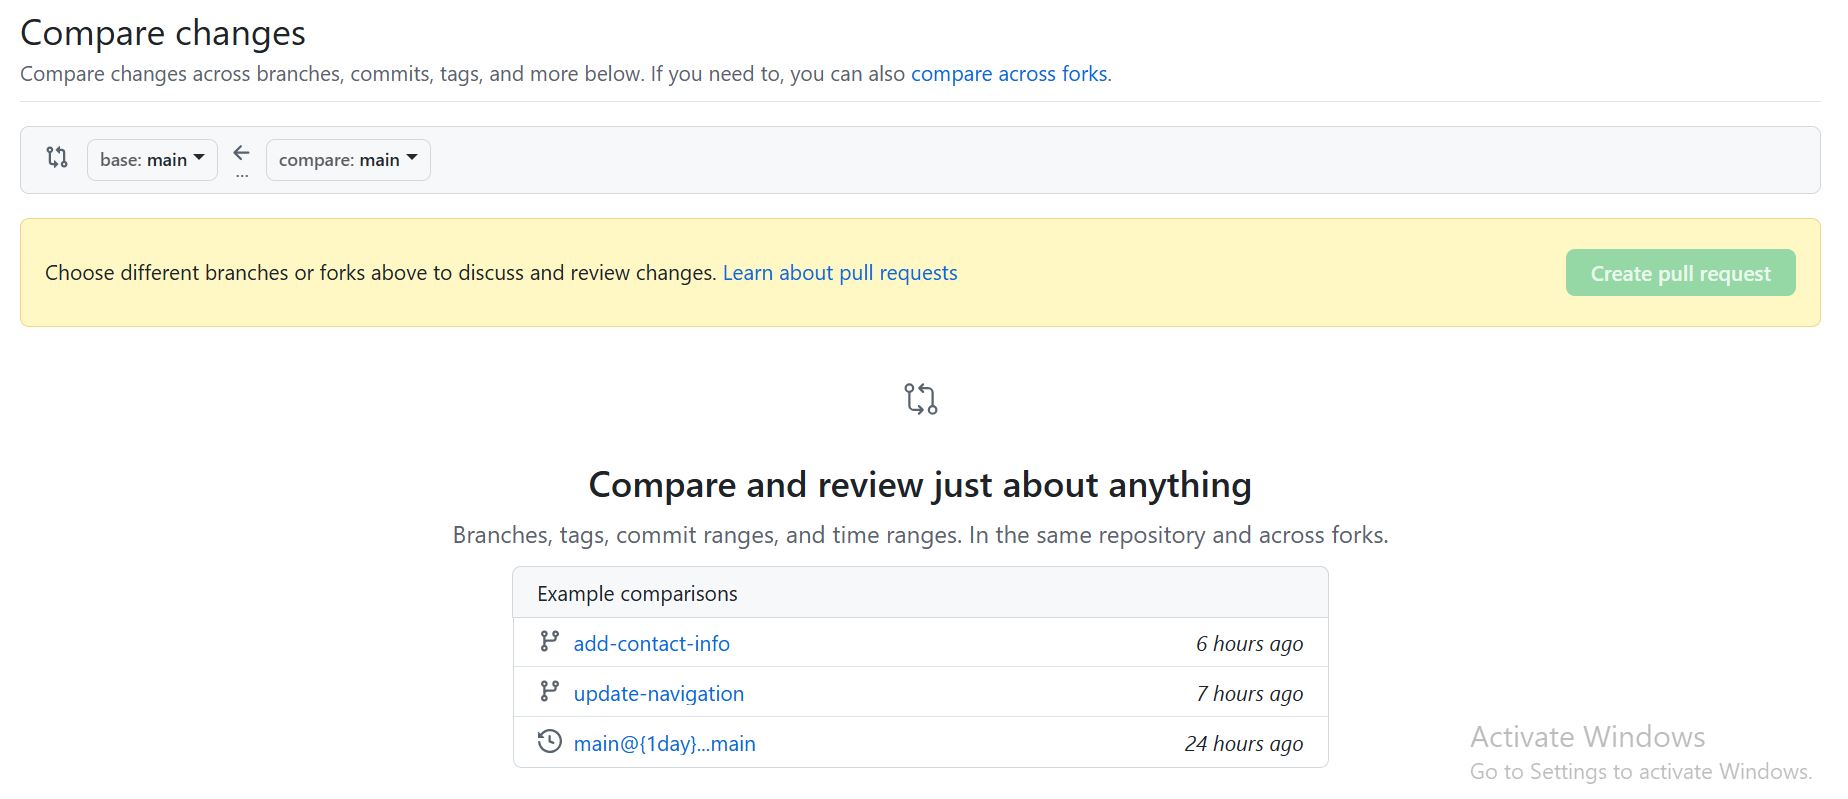 Compare changes
Compare changes across branches, commits, tags, and more below. If you need to, you can also compare across forks.
base: main ← ... compare: main
Choose different branches or forks above to discuss and review changes. Learn about pull requests Create pull request
Compare and review just about anything
Branches, tags, commit ranges, and time ranges. In the same repository and across forks.
Example comparisons
add-contact-info 6 hours ago
update-navigation 7 hours ago
main@{1day}...main 24 hours ago
Activate Windows
Go to Settings to activate Windows.